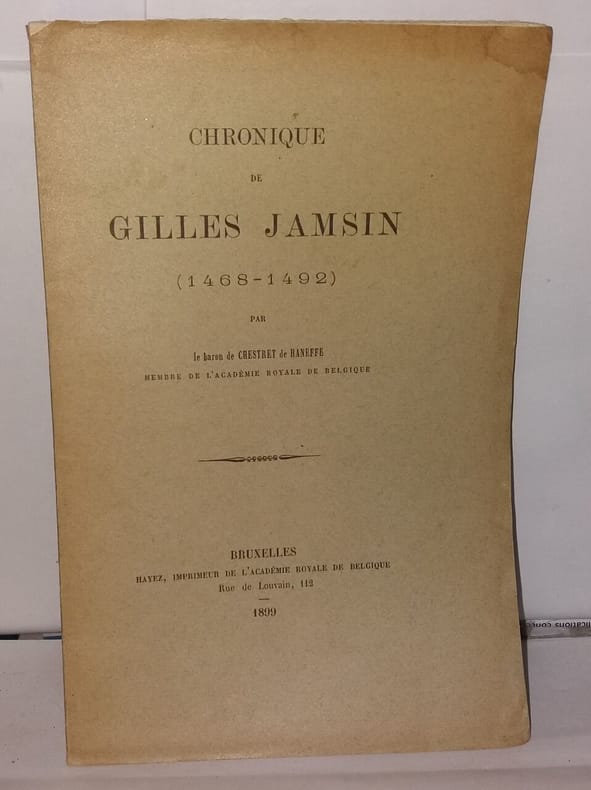 CHRONIQUE
DE
GILLES JAMSIN
(1468-1492)
PAR
le baron de CHESTRET de HANEFFE
MEMBRE DE L'ACADÉMIE ROYALE DE BELGIQUE
BRUXELLES
HAYEZ, IMPRIMEUR DE L'ACADÉMIE ROYALE DE BELGIQUE
Rue de Louvain, 112
1899